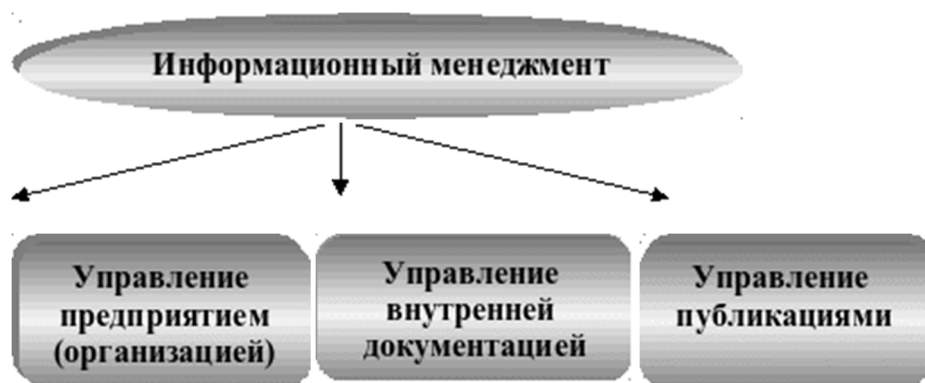 Информационный менеджмент
Управление
предприятием
(организацией)
Управление
внутренней
документацией
Управление
публикациями